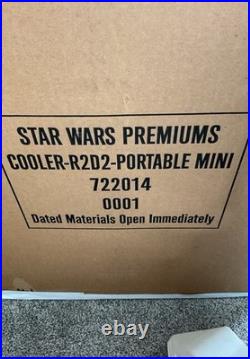 STAR WARS PREMIUMS
COOLER-R2D2-PORTABLE MINI
722014
0001
Dated Materials Open Immediately